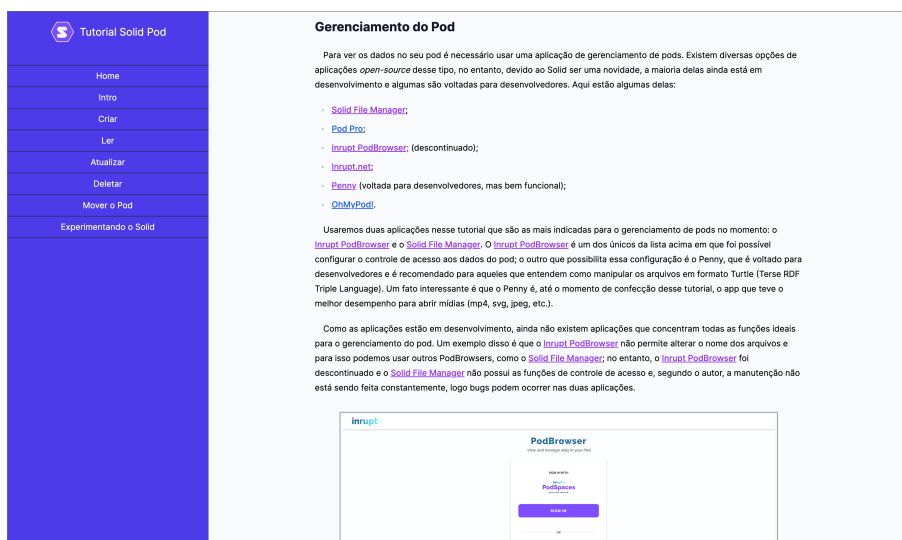 Tutorial Solid Pod
Home
Intro
Criar
Ler
Atualizar
Deletar
Mover o Pod
Experimentando o Solid
Gerenciamento do Pod
Para ver os dados no seu pod é necessário usar uma aplicação de gerenciamento de pods. Existem diversas opções de
aplicações open-source desse tipo, no entanto, devido ao Solid ser uma novidade, a maioria delas ainda está em
desenvolvimento e algumas são voltadas para desenvolvedores. Aqui estão algumas delas:
Solid File Manager;
Pod Pro;
Inrupt PodBrowser; (descontinuado);
Inrupt.net;
Penny (voltada para desenvolvedores, mas bem funcional);
OhMyPod!.
Usaremos duas aplicações nesse tutorial que são as mais indicadas para o gerenciamento de pods no momento: o
Inrupt PodBrowser e o Solid File Manager. O Inrupt PodBrowser é um dos únicos da lista acima em que foi possível
configurar o controle de acesso aos dados do pod; o outro que possibilita essa configuração é o Penny, que é voltado para
desenvolvedores e é recomendado para aqueles que entendem como manipular os arquivos em formato Turtle (Terse RDF
Triple Language). Um fato interessante é que o Penny é, até o momento de confecção desse tutorial, o app que teve o
melhor desempenho para abrir mídias (mp4, svg, jpeg, etc.).
Como as aplicações estão em desenvolvimento, ainda não existem aplicações que concentram todas as funções ideais
para o gerenciamento do pod. Um exemplo disso é que o Inrupt PodBrowser não permite alterar o nome dos arquivos e
para isso podemos usar outros PodBrowsers, como o Solid File Manager; no entanto, o Inrupt PodBrowser foi
descontinuado e o Solid File Manager não possui as funções de controle de acesso e, segundo o autor, a manutenção não
está sendo feita constantemente, logo bugs podem ocorrer nas duas aplicações.
inrupt
PodBrowser
View and manage data in your Pod
SIGN IN WITH:
inrupt
PodSpaces
SIGN IN
OR